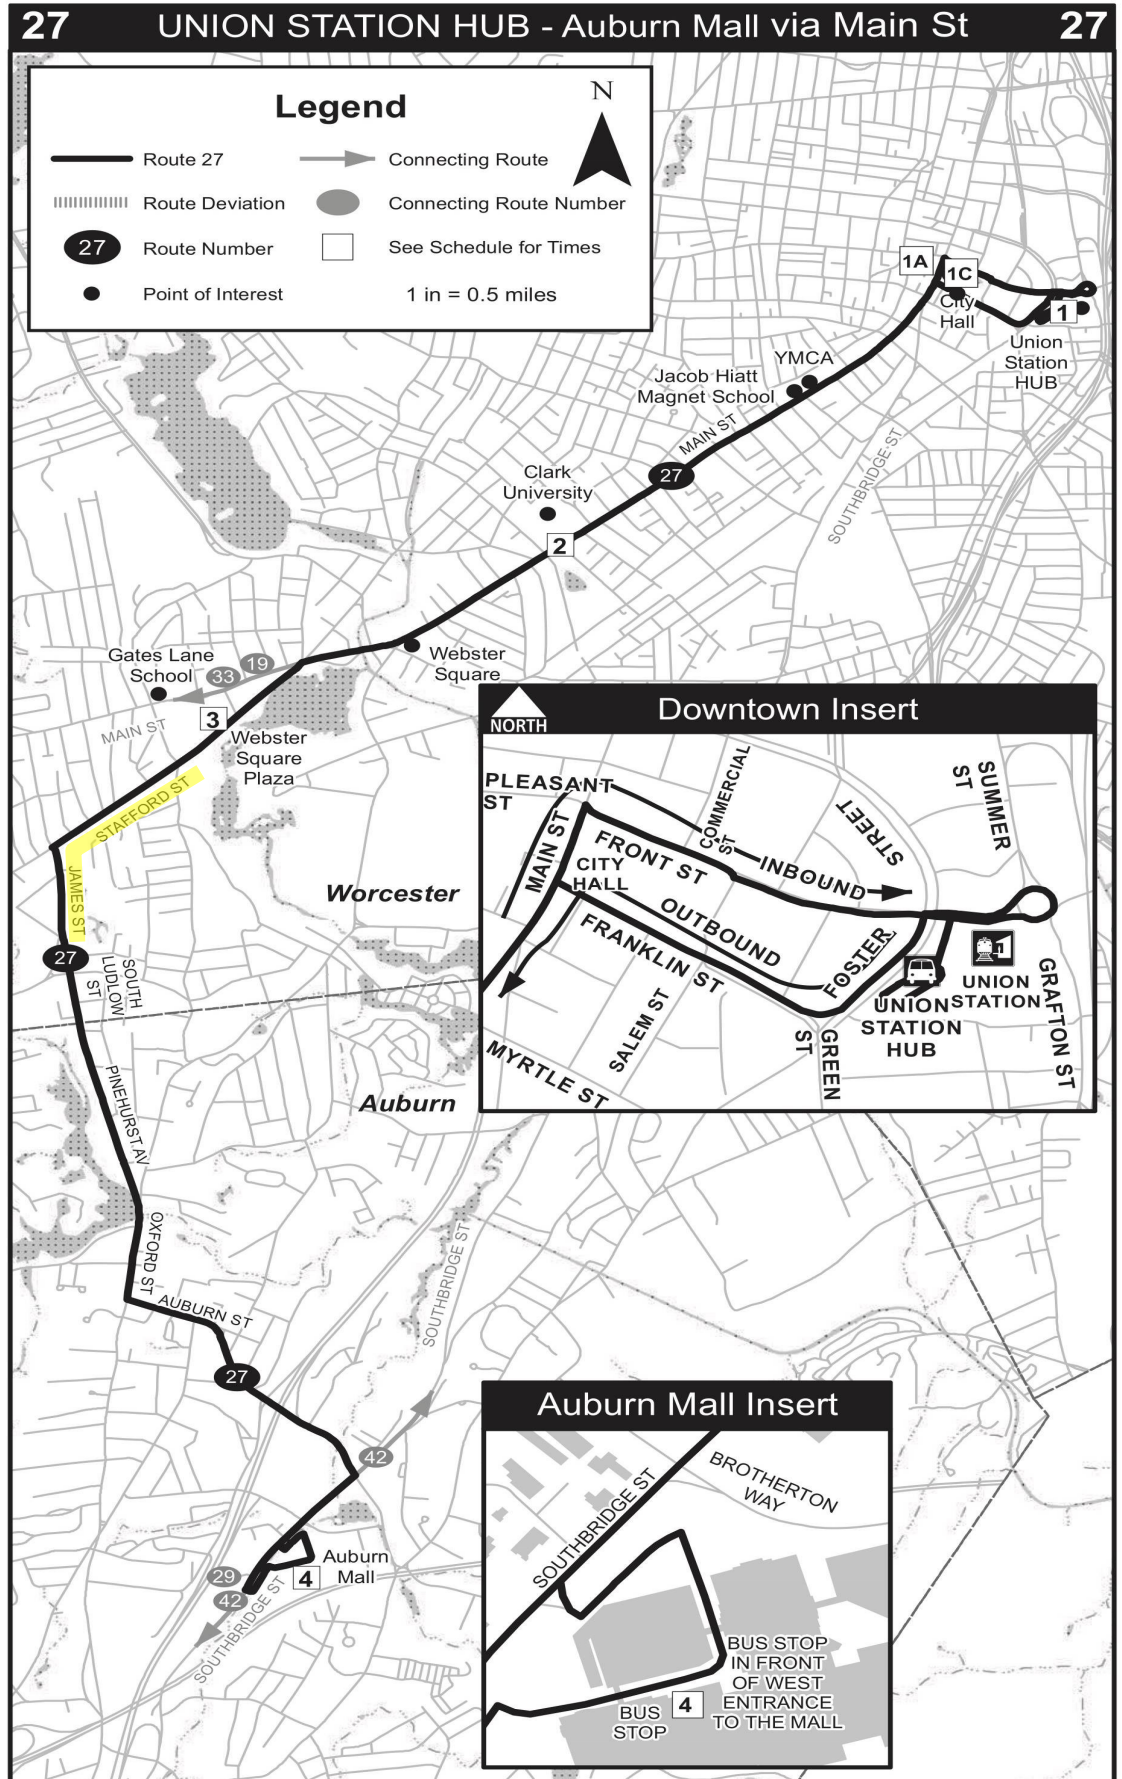 27 UNION STATION HUB - Auburn Mall via Main St 27
Legend
N
Route 27
Connecting Route
Route Deviation
Connecting Route Number
27 Route Number
See Schedule for Times
Point of Interest
1 in = 0.5 miles
1A
1C
City
Hall
1
Union
Station
HUB
YMCA
Jacob Hiatt
Magnet School
MAIN ST
27
SOUTHBRIDGE ST
Clark
University
2
Webster
Square
Gates Lane
School
33
19
MAIN ST
3
Webster
Square
Plaza
STAFFORD ST
JAMES ST
27
SOUTH
LUDLOW
ST
Worcester
Auburn
PINEHURST AV
OXFORD ST
AUBURN ST
27
SOUTHBRIDGE ST
42
29
42
4
Auburn
Mall
SOUTHBRIDGE ST
NORTH
Downtown Insert
PLEASANT
ST
MAIN ST
COMMERCIAL
ST
STREET
SUMMER
ST
FRONT ST
INBOUND
CITY
HALL
OUTBOUND
FRANKLIN ST
FOSTER
UNION
STATION
UNION
STATION
HUB
GRAFTON ST
SALEM ST
GREEN
ST
MYRTLE ST
Auburn Mall Insert
SOUTHBRIDGE ST
BROTHERTON
WAY
BUS STOP
IN FRONT
OF WEST
ENTRANCE
TO THE MALL
BUS
STOP
4